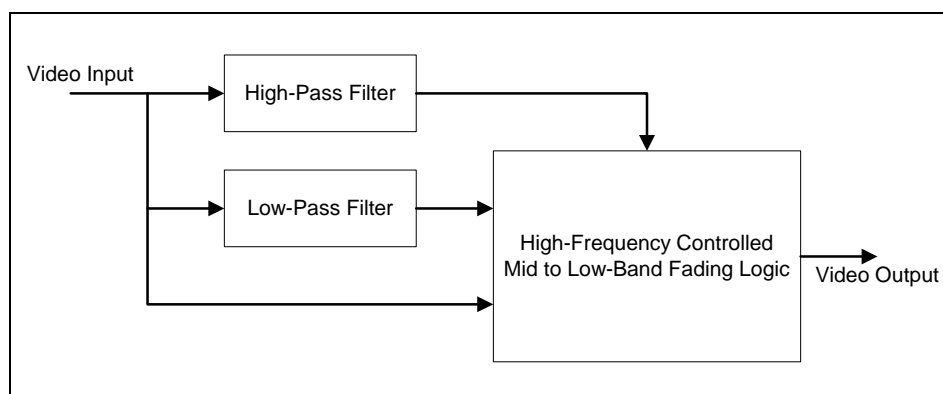 Video Input
High-Pass Filter
Low-Pass Filter
High-Frequency Controlled
Mid to Low-Band Fading Logic
Video Output